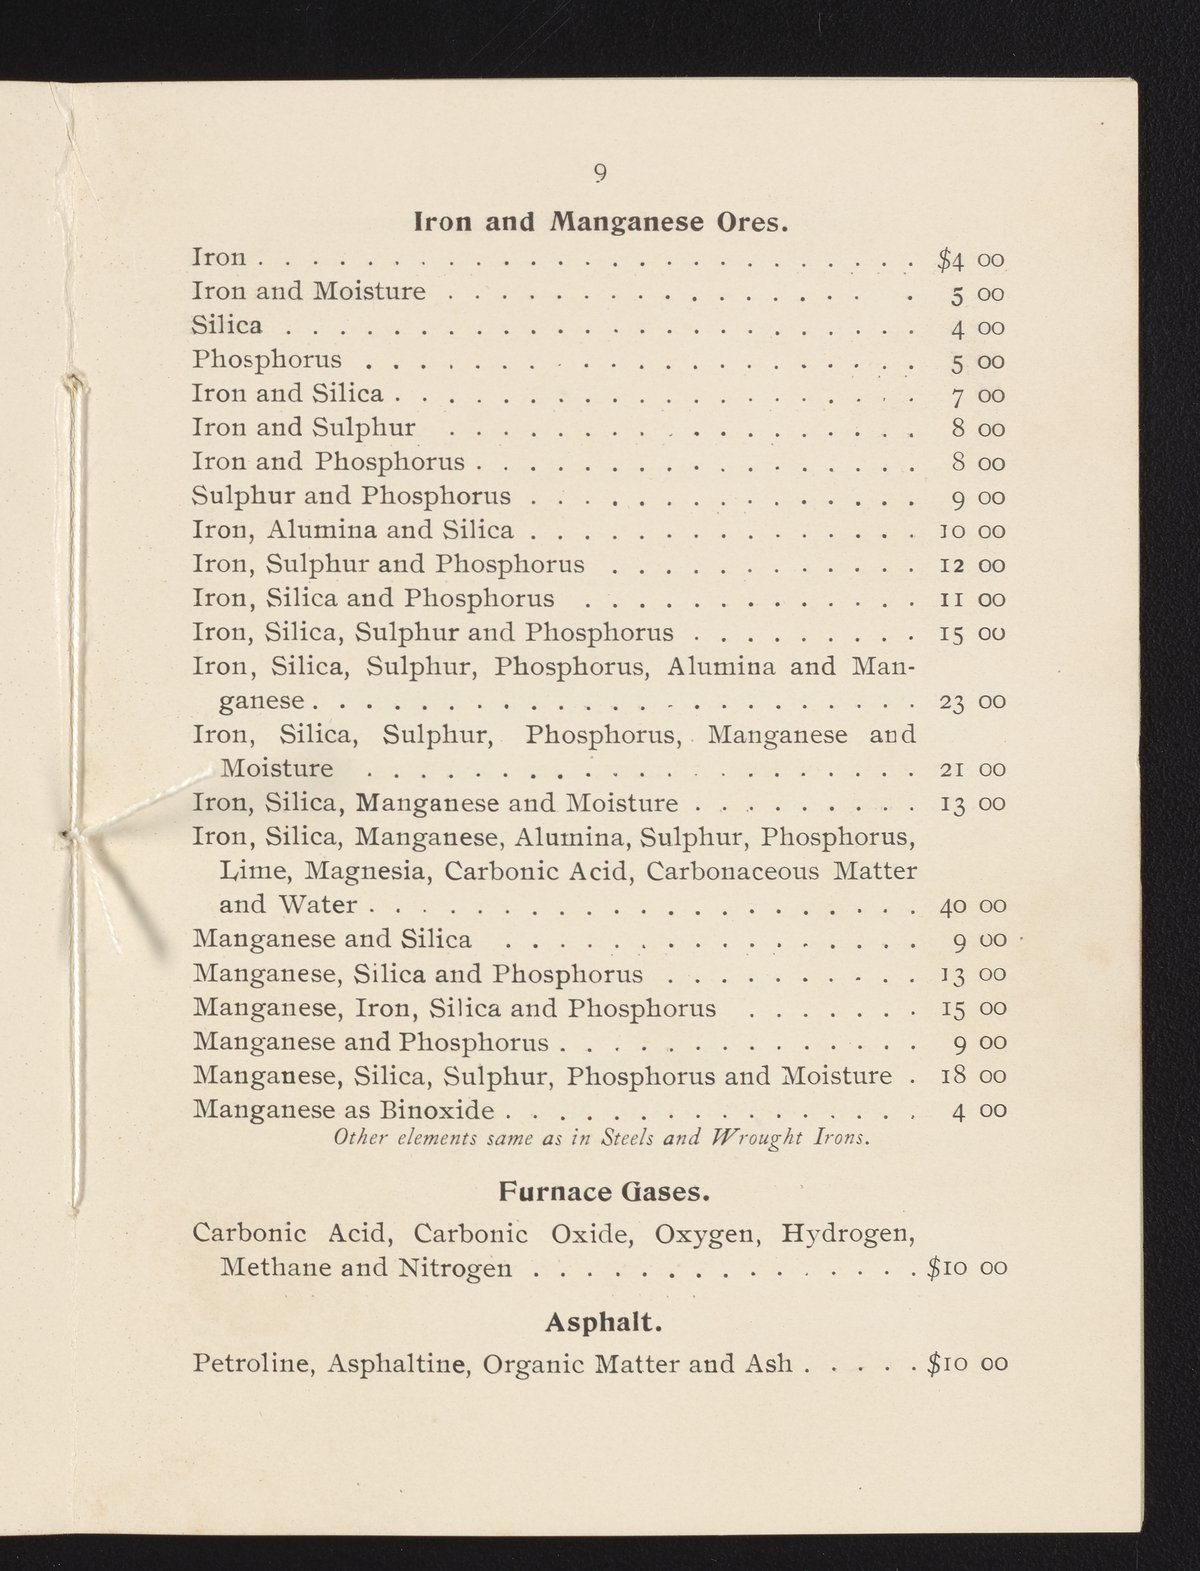 9
Iron and Manganese Ores.
Iron . . . . . . . . . . . . . . . . . . . . . . . . . $4 00
Iron and Moisture . . . . . . . . . . . . . . . . . 5 00
Silica . . . . . . . . . . . . . . . . . . . . . . . . 4 00
Phosphorus . . . . . . . . . . . . . . . . . . . . . 5 00
Iron and Silica . . . . . . . . . . . . . . . . . . . . 7 00
Iron and Sulphur . . . . . . . . . . . . . . . . . . 8 00
Iron and Phosphorus . . . . . . . . . . . . . . . . . 8 00
Sulphur and Phosphorus . . . . . . . . . . . . . . . 9 00
Iron, Alumina and Silica . . . . . . . . . . . . . . . 10 00
Iron, Sulphur and Phosphorus . . . . . . . . . . . . 12 00
Iron, Silica and Phosphorus . . . . . . . . . . . . . 11 00
Iron, Silica, Sulphur and Phosphorus . . . . . . . . . 15 00
Iron, Silica, Sulphur, Phosphorus, Alumina and Man-
ganese . . . . . . . . . . . . . . . . . . . . . . . 23 00
Iron, Silica, Sulphur, Phosphorus, Manganese and
Moisture . . . . . . . . . . . . . . . . . . . . . 21 00
Iron, Silica, Manganese and Moisture . . . . . . . . . 13 00
Iron, Silica, Manganese, Alumina, Sulphur, Phosphorus,
Lime, Magnesia, Carbonic Acid, Carbonaceous Matter
and Water . . . . . . . . . . . . . . . . . . . . . 40 00
Manganese and Silica . . . . . . . . . . . . . . . . 9 00
Manganese, Silica and Phosphorus . . . . . . . . . . 13 00
Manganese, Iron, Silica and Phosphorus . . . . . . . 15 00
Manganese and Phosphorus . . . . . . . . . . . . . . 9 00
Manganese, Silica, Sulphur, Phosphorus and Moisture . 18 00
Manganese as Binoxide . . . . . . . . . . . . . . . . 4 00
Other elements same as in Steels and Wrought Irons.
Furnace Gases.
Carbonic Acid, Carbonic Oxide, Oxygen, Hydrogen,
Methane and Nitrogen . . . . . . . . . . . . . . . $10 00
Asphalt.
Petroline, Asphaltine, Organic Matter and Ash . . . . . $10 00